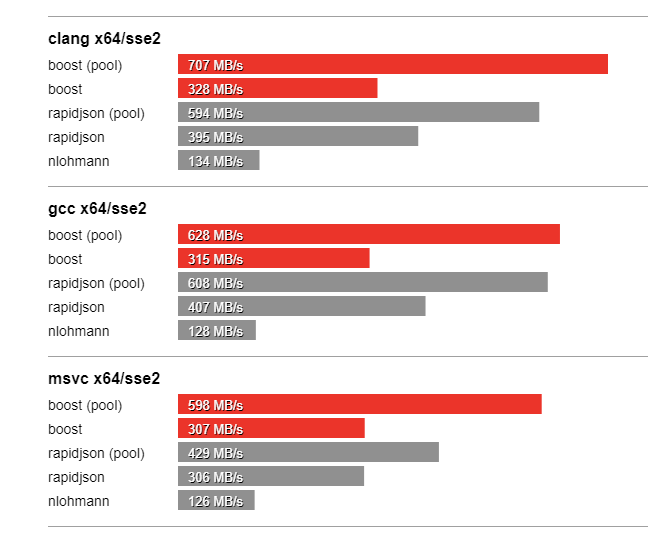 clang x64/sse2
boost (pool) 707 MB/s
boost 328 MB/s
rapidjson (pool) 594 MB/s
rapidjson 395 MB/s
nlohmann 134 MB/s
gcc x64/sse2
boost (pool) 628 MB/s
boost 315 MB/s
rapidjson (pool) 608 MB/s
rapidjson 407 MB/s
nlohmann 128 MB/s
msvc x64/sse2
boost (pool) 598 MB/s
boost 307 MB/s
rapidjson (pool) 429 MB/s
rapidjson 306 MB/s
nlohmann 126 MB/s